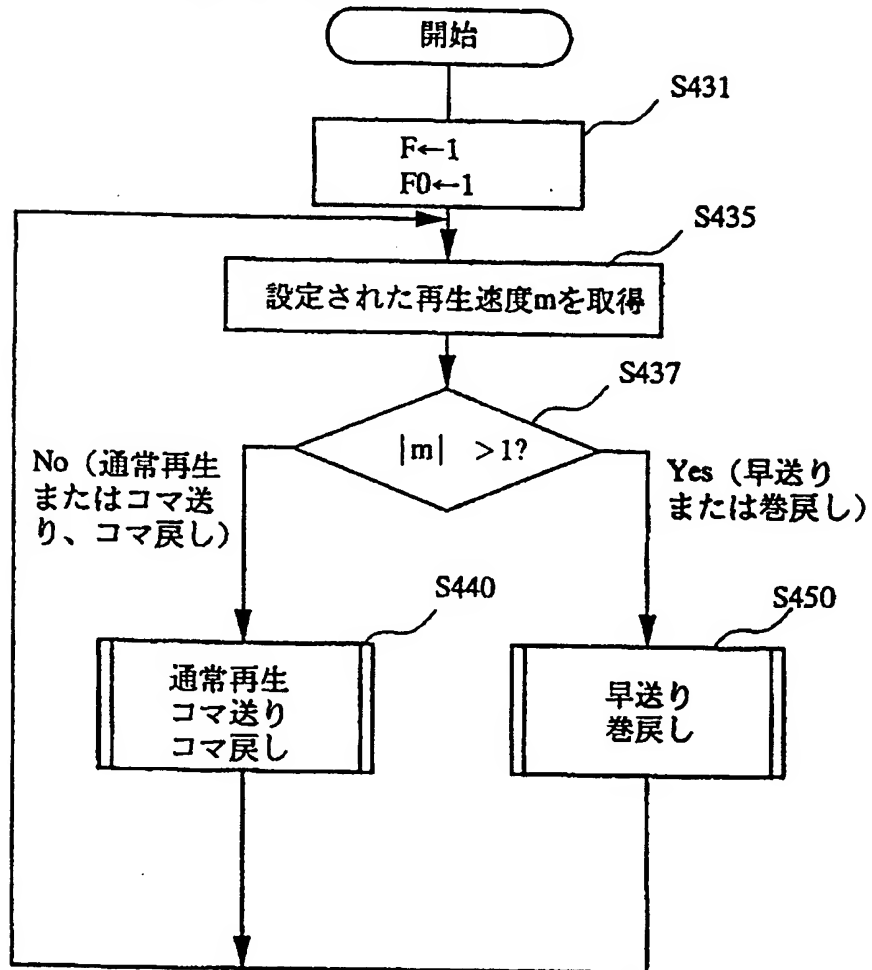 開始
S431
F←1
F0←1
S435
設定された再生速度mを取得
S437
|m| >1?
No（通常再生
またはコマ送
り、コマ戻し）
Yes（早送り
または巻戻し）
S440
通常再生
コマ送り
コマ戻し
S450
早送り
巻戻し